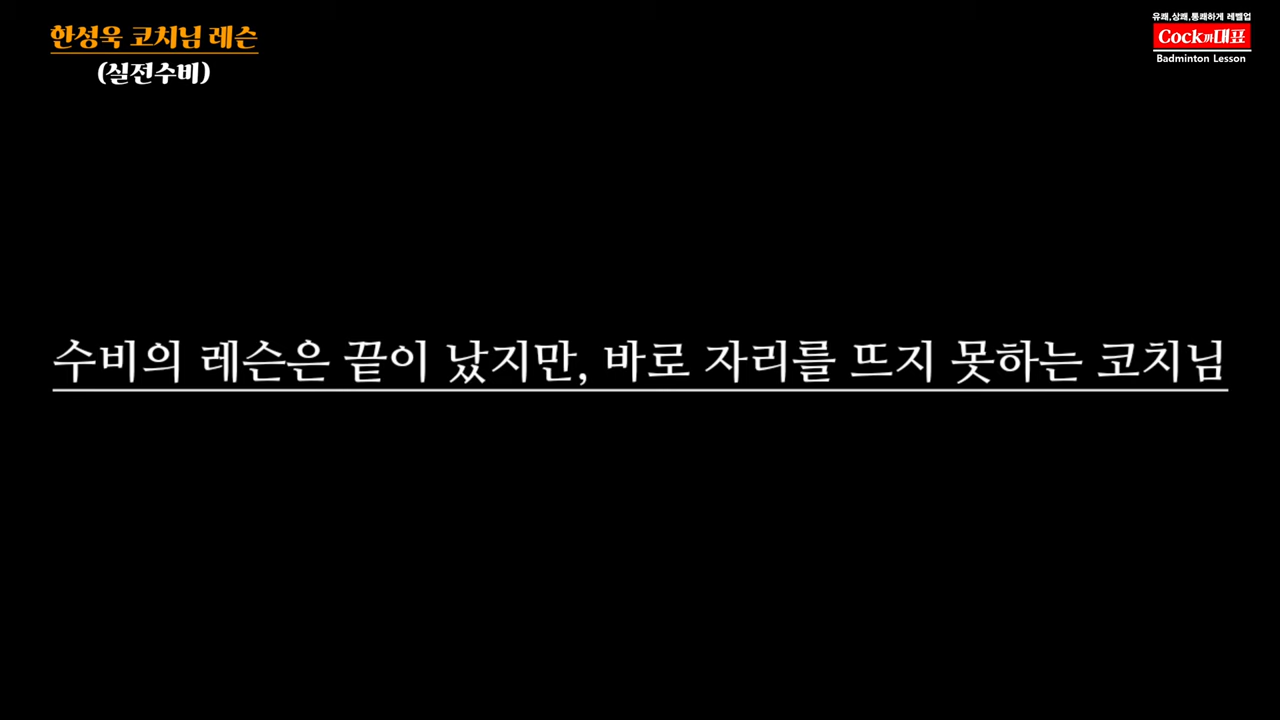 한성욱 코치님 레슨
(실전수비)
유쾌,상쾌,통쾌하게 레벨업
Cock까대표
Badminton Lesson
수비의 레슨은 끝이 났지만, 바로 자리를 뜨지 못하는 코치님